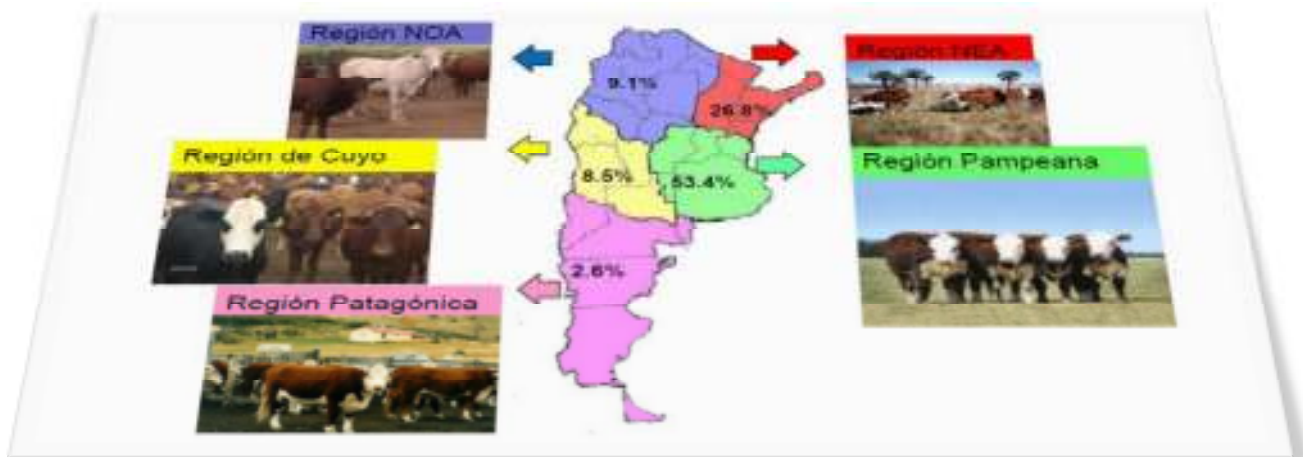 Región NOA
Región NEA
9.1%
26.8%
Región de Cuyo
Región Pampeana
8.5%
53.4%
2.6%
Región Patagónica